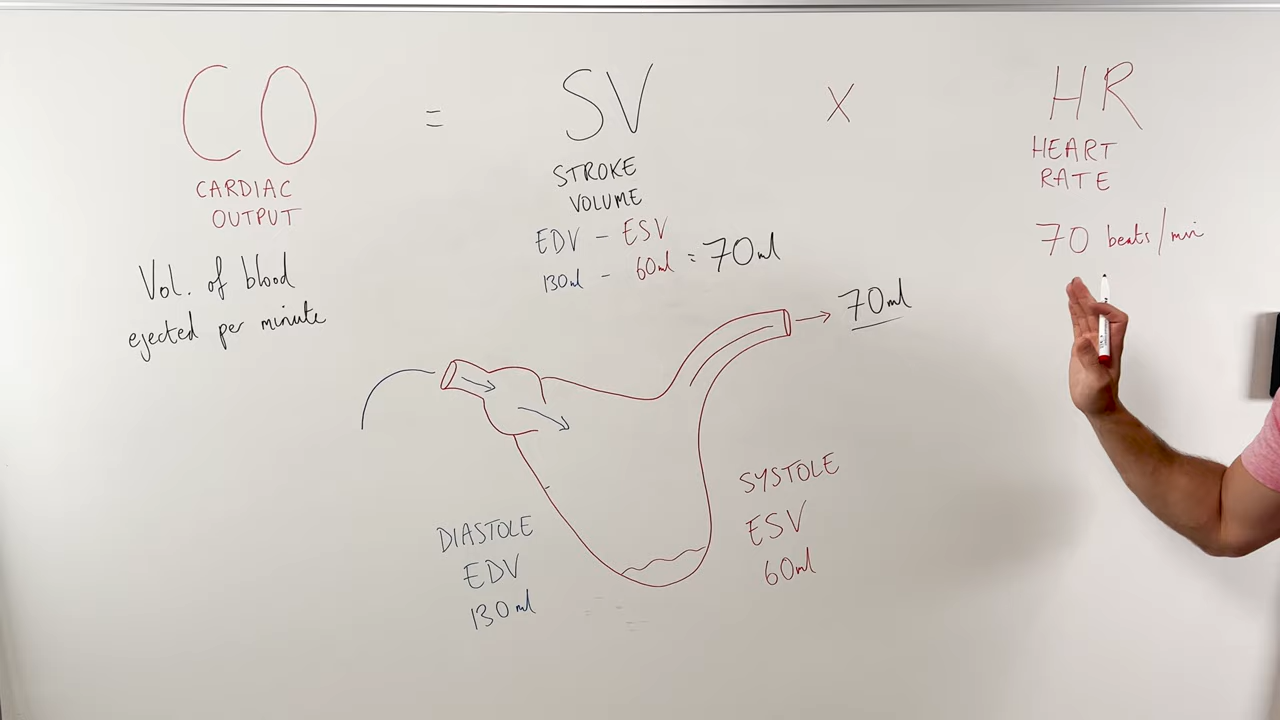 CO = SV X HR
CARDIAC
OUTPUT
Vol. of blood
ejected per minute
STROKE
VOLUME
EDV - ESV
130ml - 60ml = 70ml
HEART
RATE
70 beats/min
70ml
DIASTOLE
EDV
130ml
SYSTOLE
ESV
60ml